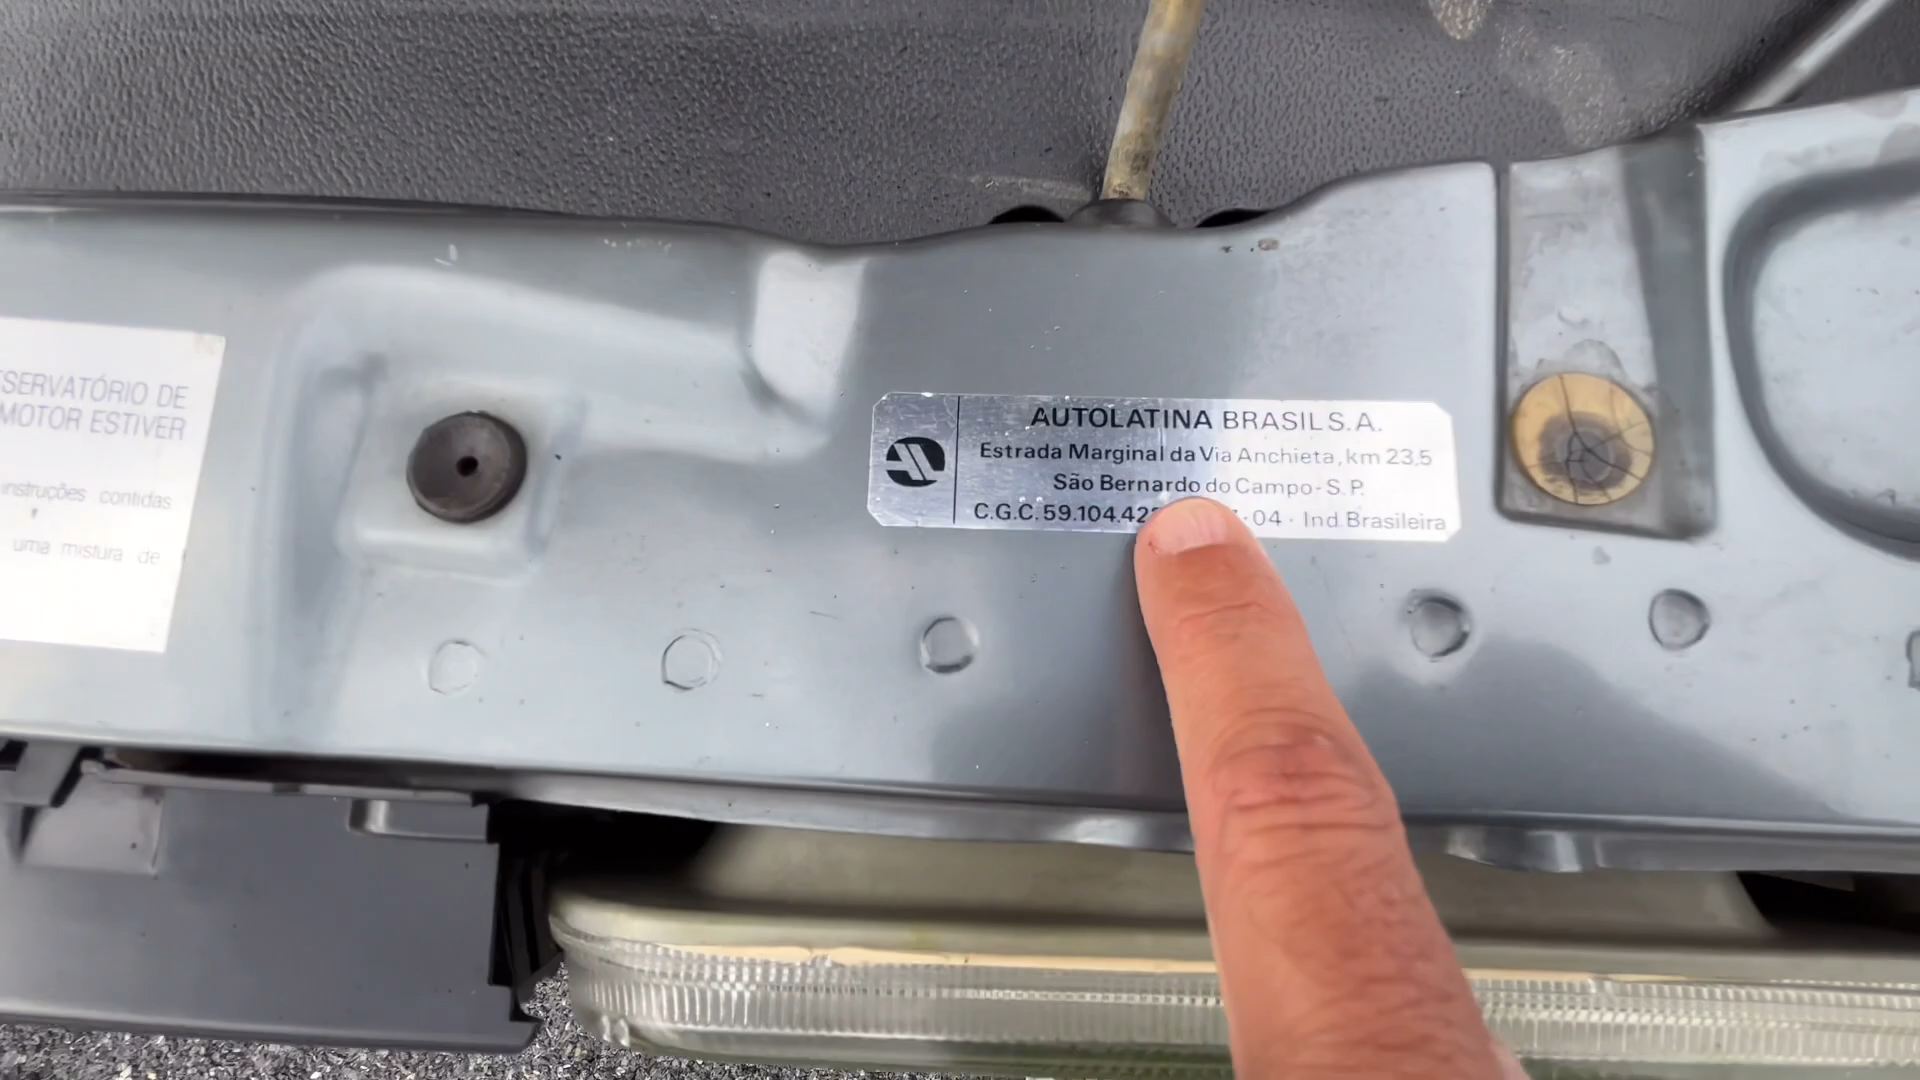 SERVATÓRIO DE
MOTOR ESTIVER
instruções contidas
uma mistura de
AUTOLATINA BRASIL S.A.
Estrada Marginal da Via Anchieta, km 23,5
São Bernardo do Campo - S.P.
C.G.C. 59.104.42 04 · Ind. Brasileira